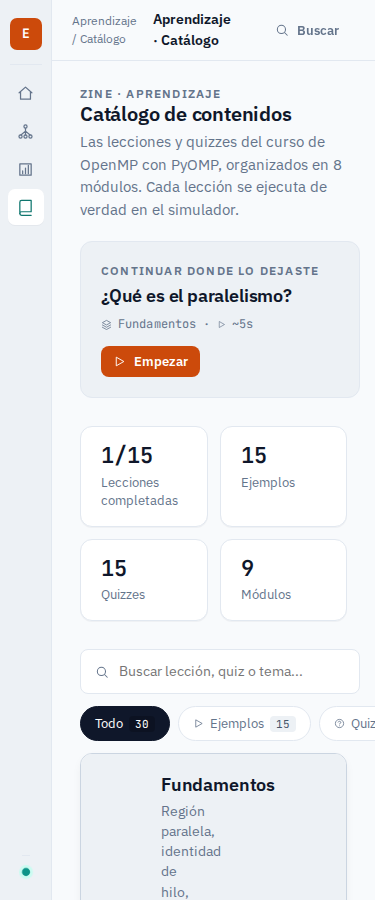 E
Aprendizaje / Catálogo
Aprendizaje · Catálogo
Buscar
ZINE · APRENDIZAJE
Catálogo de contenidos
Las lecciones y quizzes del curso de
OpenMP con PyOMP, organizados en 8
módulos. Cada lección se ejecuta de
verdad en el simulador.
CONTINUAR DONDE LO DEJASTE
¿Qué es el paralelismo?
Fundamentos · ~5s
Empezar
1/15
Lecciones
completadas
15
Ejemplos
15
Quizzes
9
Módulos
Buscar lección, quiz o tema...
Todo 30
Ejemplos 15
Quiz
Fundamentos
Región
paralela,
identidad
de
hilo,